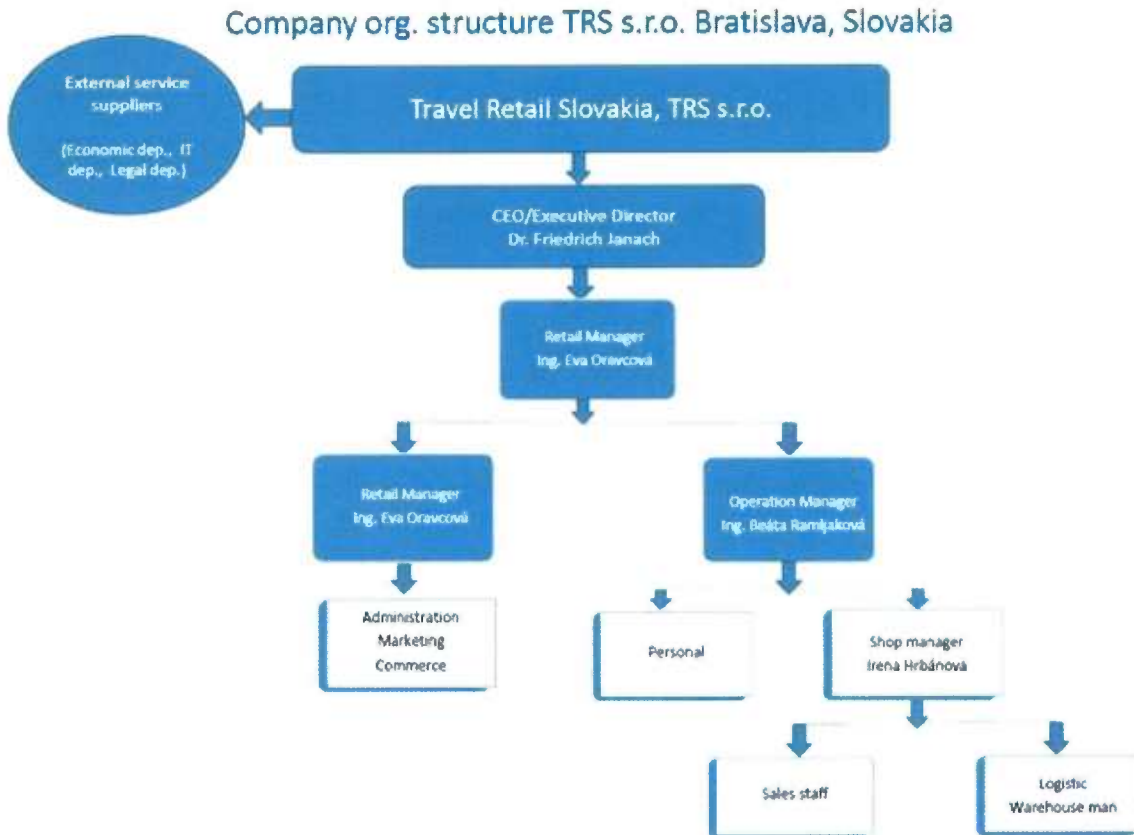 Company org. structure TRS s.r.o. Bratislava, Slovakia
External service
suppliers
(Economic dep., IT
dep., Legal dep.)
Travel Retail Slovakia, TRS s.r.o.
CEO/Executive Director
Dr. Friedrich Janach
Retail Manager
Ing. Eva Oravcová
Retail Manager
Ing. Eva Oravcová
Operation Manager
Ing. Beáta Ramljaková
Administration
Marketing
Commerce
Personal
Shop manager
Irena Hrbánova
Sales staff
Logistic
Warehouse man